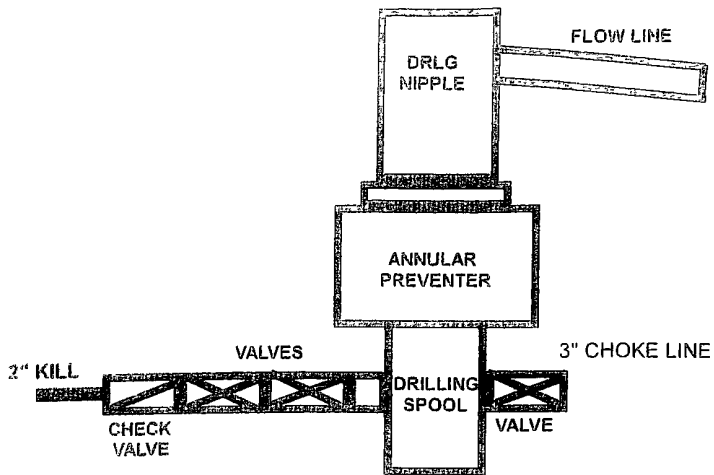 FLOW LINE
DRLG
NIPPLE
ANNULAR
PREVENTER
VALVES
3" CHOKE LINE
2" KILL
DRILLING
SPOOL
CHECK
VALVE
VALVE